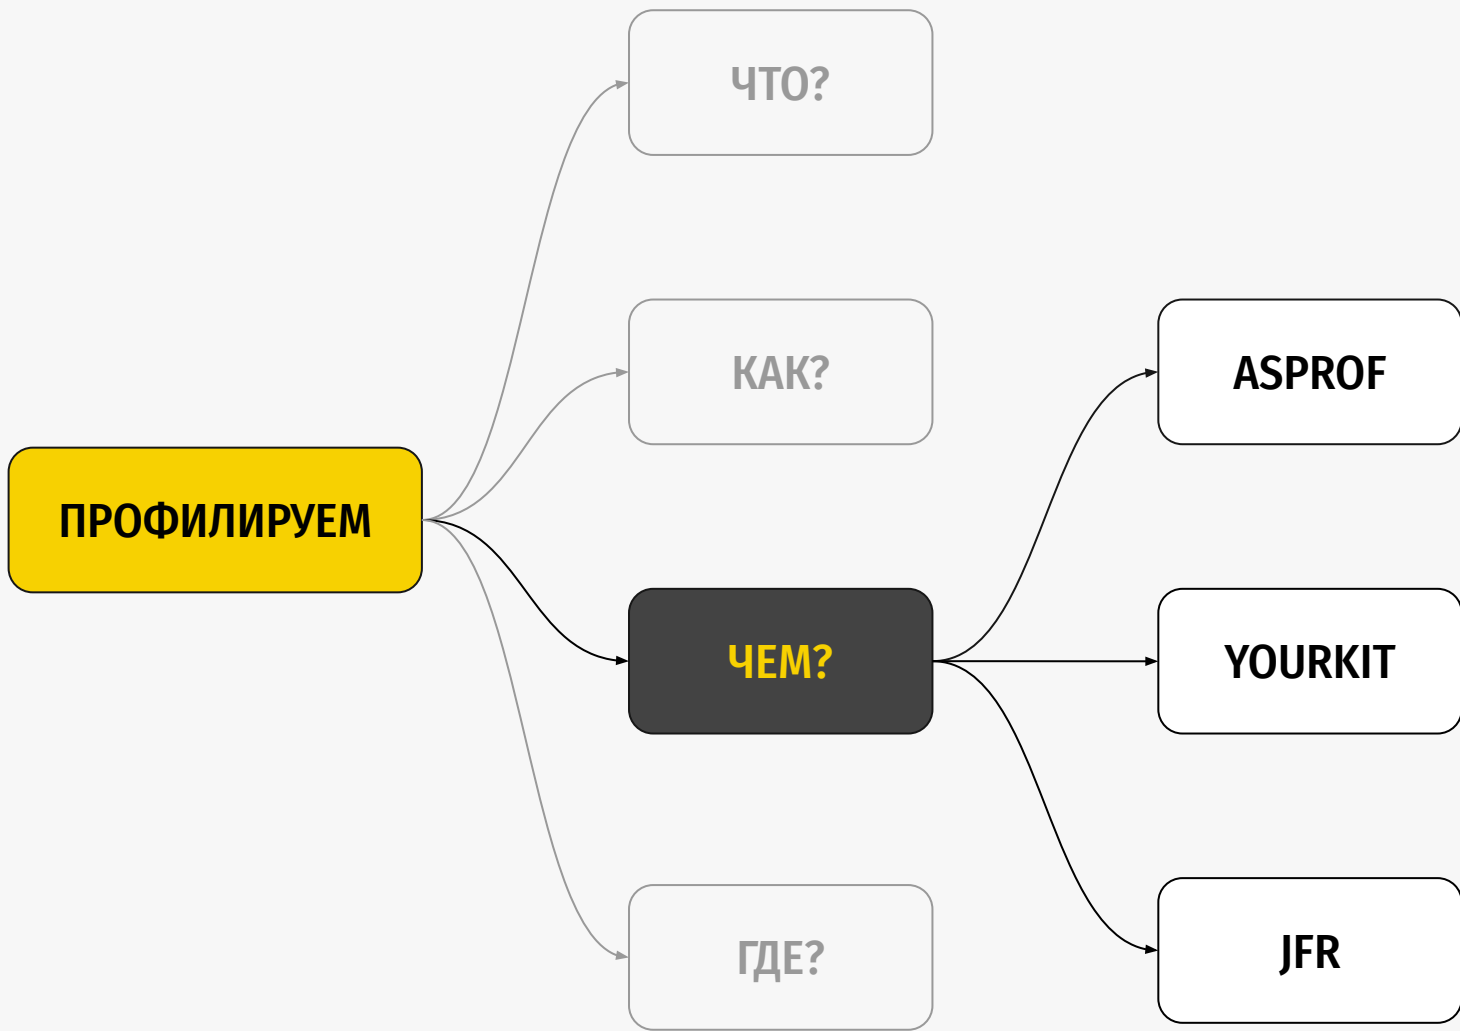 ПРОФИЛИРУЕМ
ЧТО?
КАК?
ЧЕМ?
ГДЕ?
ASPROF
YOURKIT
JFR